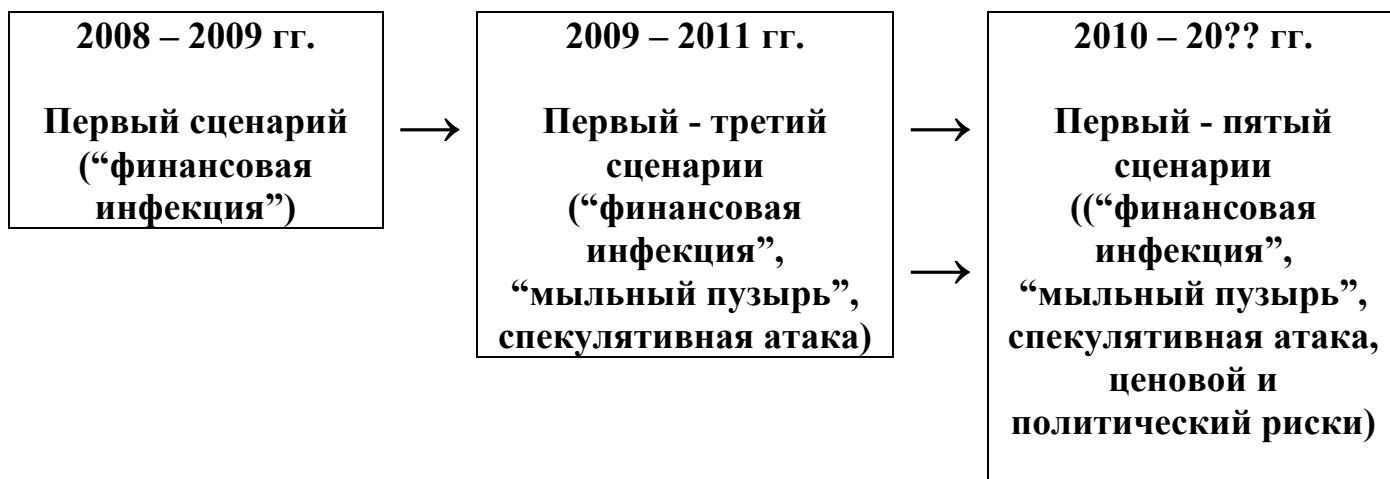 2008 – 2009 гг.
Первый сценарий
(“финансовая
инфекция”)
→
2009 – 2011 гг.
Первый - третий
сценарии
(“финансовая
инфекция”,
“мыльный пузырь”,
спекулятивная атака)
→
→
2010 – 20?? гг.
Первый - пятый
сценарии
((“финансовая
инфекция”,
“мыльный пузырь”,
спекулятивная атака,
ценовой и
политический риски)